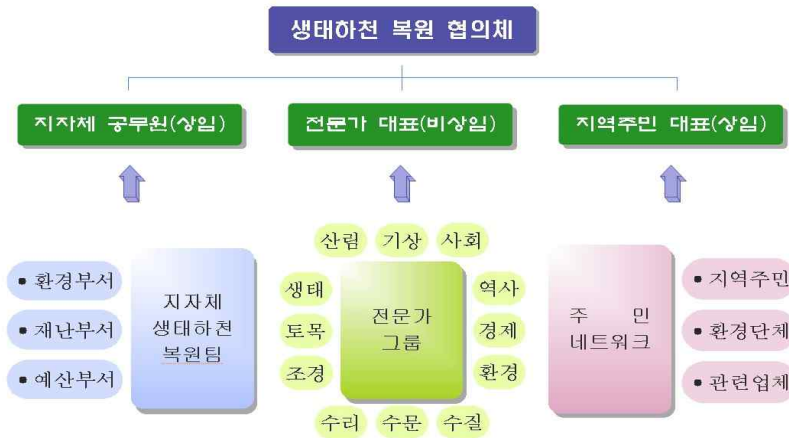 생태하천 복원 협의체
지자체 공무원(상임)
전문가 대표(비상임)
지역주민 대표(상임)
• 환경부서
• 재난부서
• 예산부서
지자체
생태하천
복원팀
산림
기상
사회
생태
토목
조경
전문가
그룹
역사
경제
환경
수리
수문
수질
주 민
네트워크
• 지역주민
• 환경단체
• 관련업체